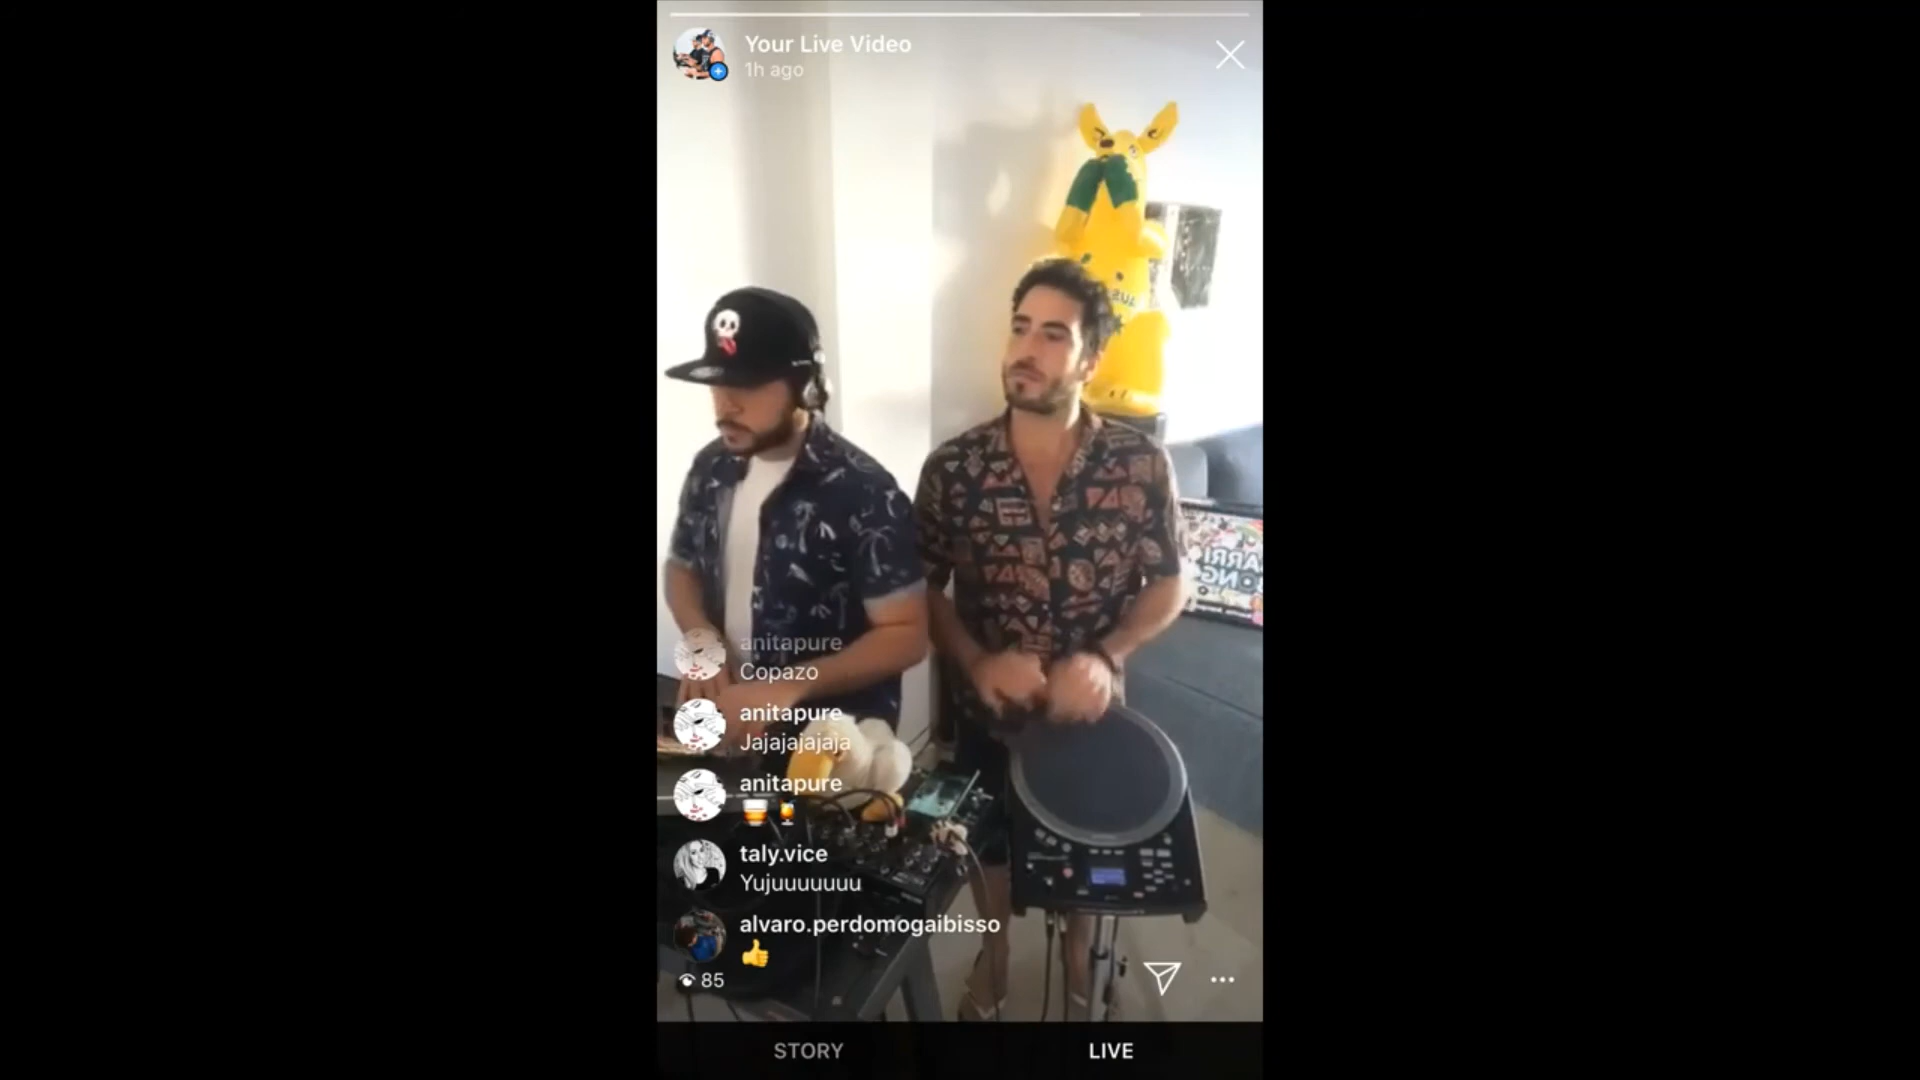 Your Live Video
1h ago
anitapure
Copazo
anitapure
Jajajajajaja
anitapure
🥃🍹
taly.vice
Yujuuuuuuu
alvaro.perdomogaibisso
👍
85
STORY
LIVE